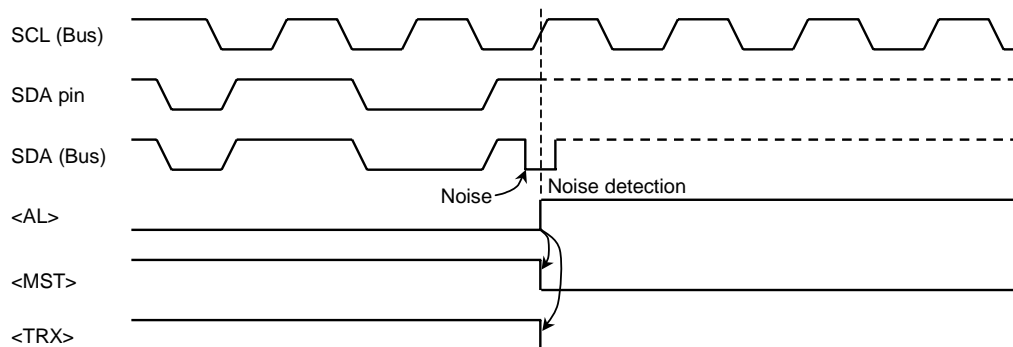 SCL (Bus)
SDA pin
SDA (Bus)
Noise
Noise detection
<AL>
<MST>
<TRX>